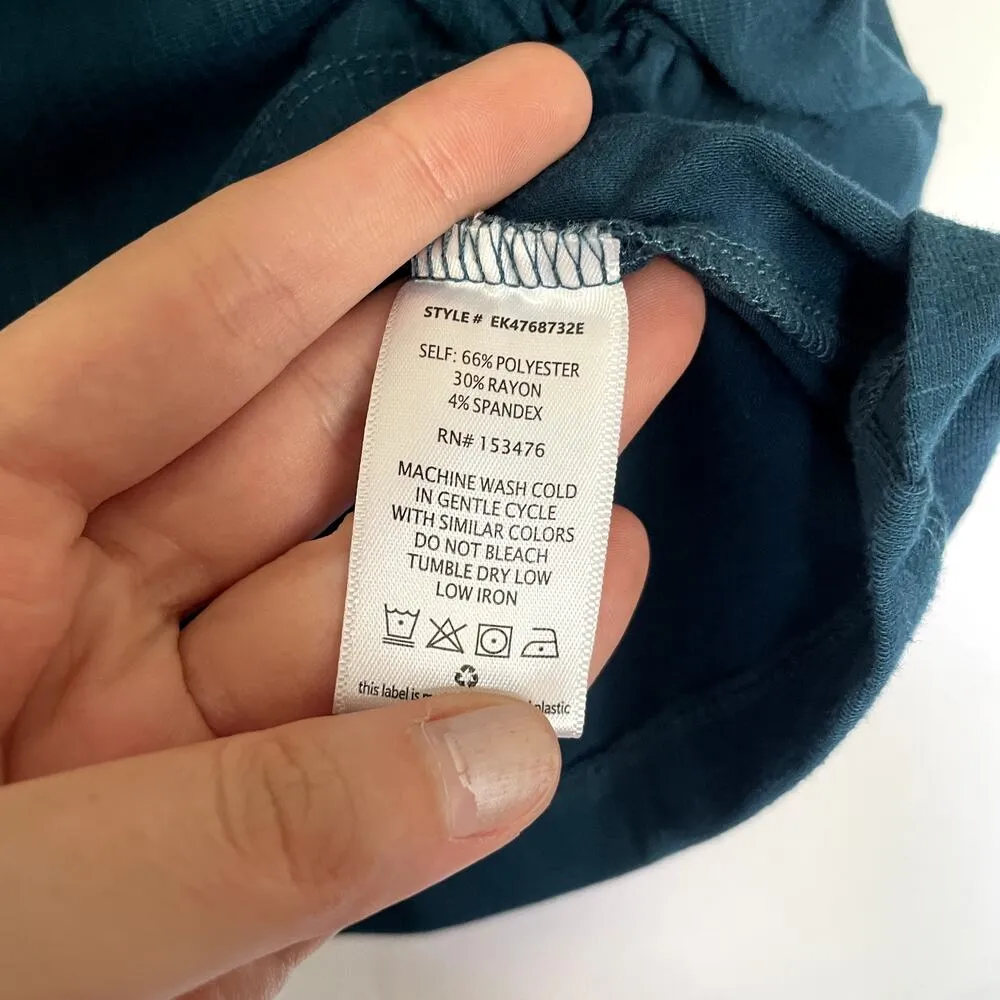 STYLE # EK4768732E
SELF: 66% POLYESTER
30% RAYON
4% SPANDEX
RN# 153476
MACHINE WASH COLD
IN GENTLE CYCLE
WITH SIMILAR COLORS
DO NOT BLEACH
TUMBLE DRY LOW
LOW IRON
this label is plastic